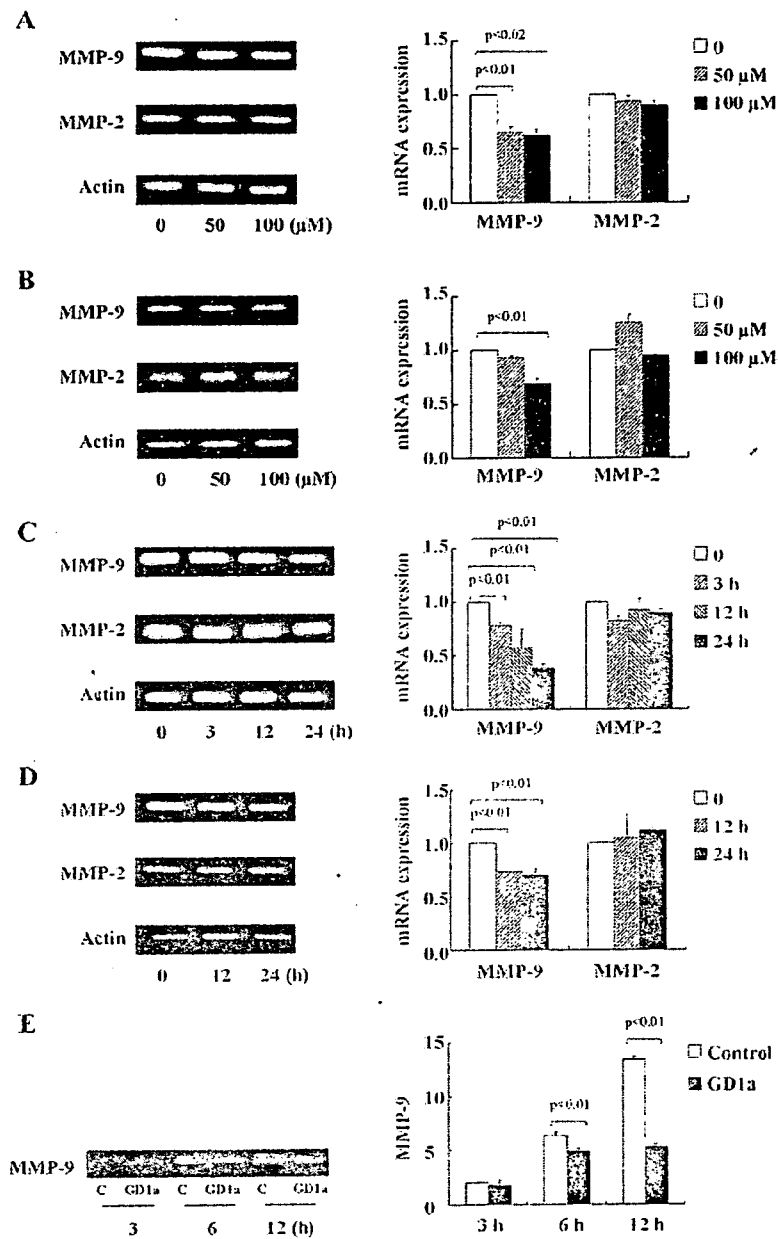 A
MMP-9
MMP-2
Actin
0 50 100 (µM)
mRNA expression
1.5
1.0
0.5
0.0
p<0.02
p<0.01
MMP-9 MMP-2
0
50 µM
100 µM
B
MMP-9
MMP-2
Actin
0 50 100 (µM)
mRNA expression
1.5
1.0
0.5
0.0
p<0.01
MMP-9 MMP-2
0
50 µM
100 µM
C
MMP-9
MMP-2
Actin
0 3 12 24 (h)
mRNA expression
1.5
1.0
0.5
0.0
p<0.01
p<0.01
p<0.01
MMP-9 MMP-2
0
3 h
12 h
24 h
D
MMP-9
MMP-2
Actin
0 12 24 (h)
mRNA expression
1.5
1.0
0.5
0.0
p<0.01
p<0.01
MMP-9 MMP-2
0
12 h
24 h
E
MMP-9
C GD1a C GD1a C GD1a
3 6 12 (h)
MMP-9
15
10
5
0
p<0.01
p<0.01
3 h 6 h 12 h
Control
GD1a